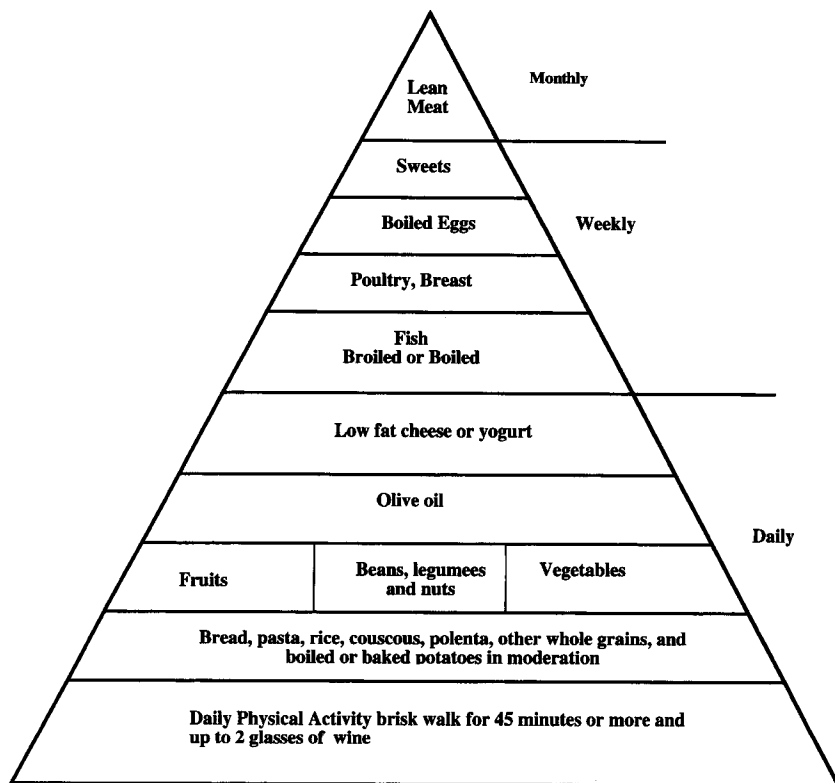 Lean
Meat
Monthly
Sweets
Boiled Eggs
Weekly
Poultry, Breast
Fish
Broiled or Boiled
Low fat cheese or yogurt
Olive oil
Daily
Fruits
Beans, legumees
and nuts
Vegetables
Bread, pasta, rice, couscous, polenta, other whole grains, and
boiled or baked potatoes in moderation
Daily Physical Activity brisk walk for 45 minutes or more and
up to 2 glasses of wine